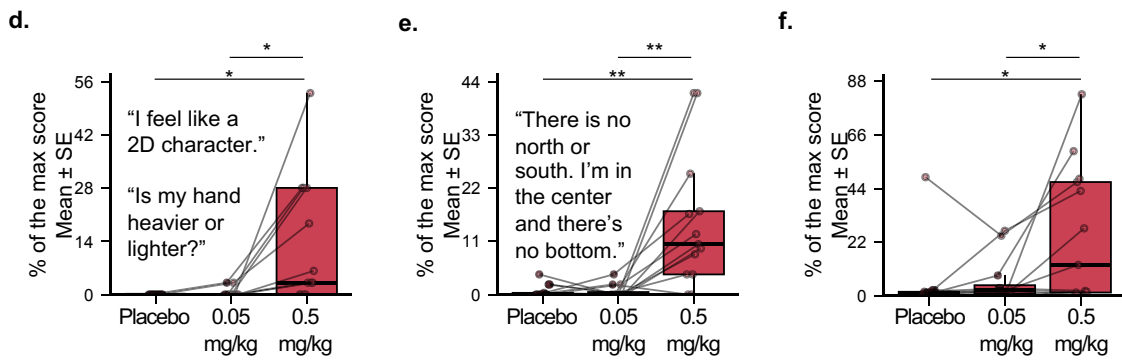 d.
% of the max score
Mean ± SE
56
42
28
14
0
*
*
“I feel like a
2D character.”
“Is my hand
heavier or
lighter?”
Placebo 0.05 0.5
mg/kg mg/kg
e.
% of the max score
Mean ± SE
44
33
22
11
0
**
**
“There is no
north or
south. I’m in
the center
and there’s
no bottom.”
Placebo 0.05 0.5
mg/kg mg/kg
f.
% of the max score
Mean ± SE
88
66
44
22
0
*
*
Placebo 0.05 0.5
mg/kg mg/kg